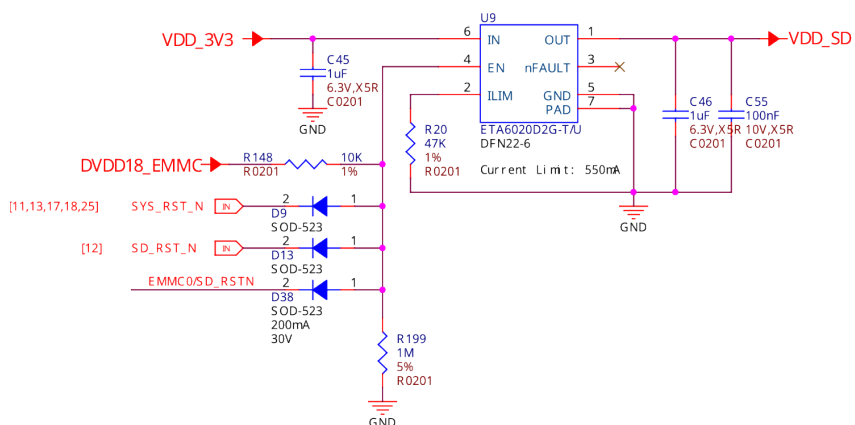 U9
VDD_3V3
6
IN
OUT
1
VDD_SD
C45
1uF
6.3V,X5R
C0201
GND
4
EN
nFAULT
3
2
ILIM
GND
5
PAD
7
C46
1uF
6.3V,X5R
C0201
C55
100nF
10V,X5R
C0201
R20
47K
1%
R0201
ETA6020D2G-T/U
DFN22-6
Current Limit: 550mA
DVDD18_EMMC
R148
R0201
10K
1%
[11,13,17,18,25]
SYS_RST_N
IN
2
1
D9
SOD-523
GND
[12]
SD_RST_N
IN
2
1
D13
SOD-523
EMMC0/SD_RSTN
2
1
D38
SOD-523
200mA
30V
R199
1M
5%
R0201
GND